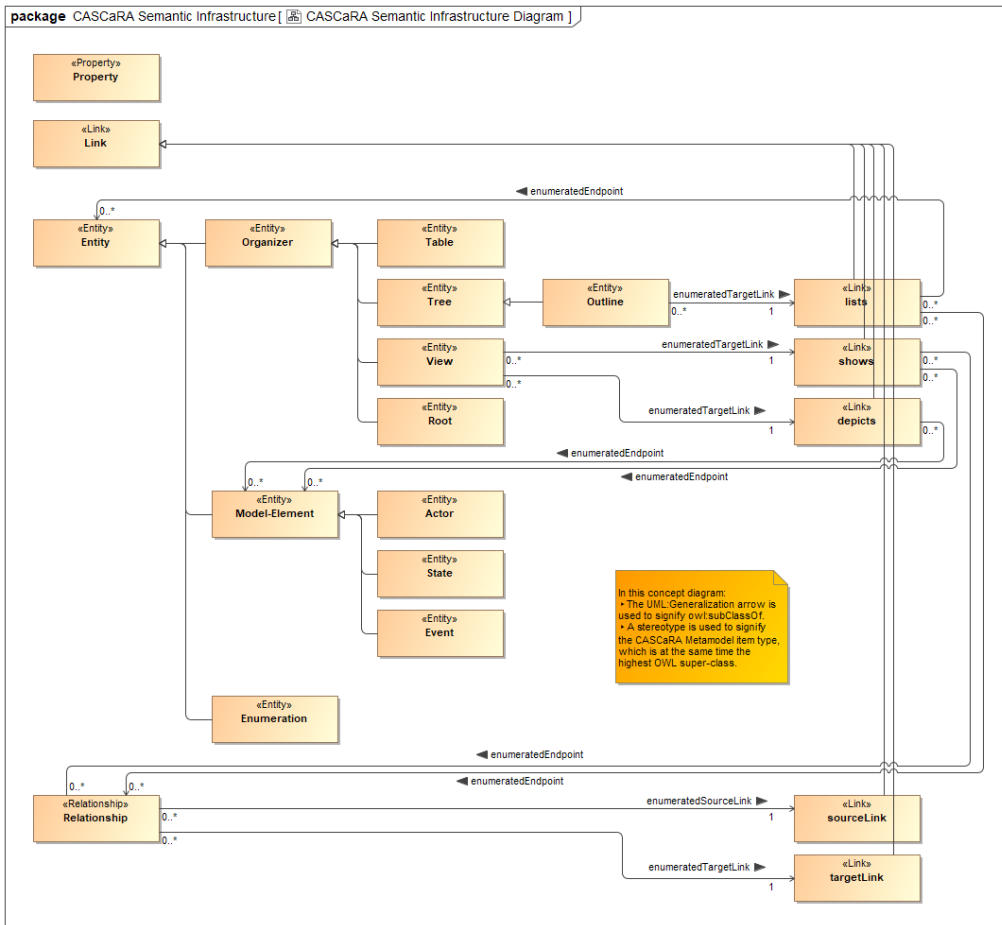 package CASCaRA Semantic Infrastructure [ CASCaRA Semantic Infrastructure Diagram ]
«Property»
Property
«Link»
Link
◀ enumeratedEndpoint
0..*
«Entity»
Entity
«Entity»
Organizer
«Entity»
Table
«Entity»
Tree
«Entity»
Outline
enumeratedTargetLink ▶
0..*
1
«Link»
lists
0..*
0..*
«Entity»
View
0..*
0..*
enumeratedTargetLink ▶
1
«Link»
shows
0..*
0..*
«Entity»
Root
enumeratedTargetLink ▶
1
«Link»
depicts
0..*
◀ enumeratedEndpoint
◀ enumeratedEndpoint
0..*
0..*
«Entity»
Model-Element
«Entity»
Actor
«Entity»
State
«Entity»
Event
In this concept diagram:
‣ The UML:Generalization arrow is
used to signify owl:subClassOf.
‣ A stereotype is used to signify
the CASCaRA Metamodel item type,
which is at the same time the
highest OWL super-class.
«Entity»
Enumeration
◀ enumeratedEndpoint
◀ enumeratedEndpoint
0..*
0..*
«Relationship»
Relationship
0..*
0..*
enumeratedSourceLink ▶
1
«Link»
sourceLink
enumeratedTargetLink ▶
1
«Link»
targetLink